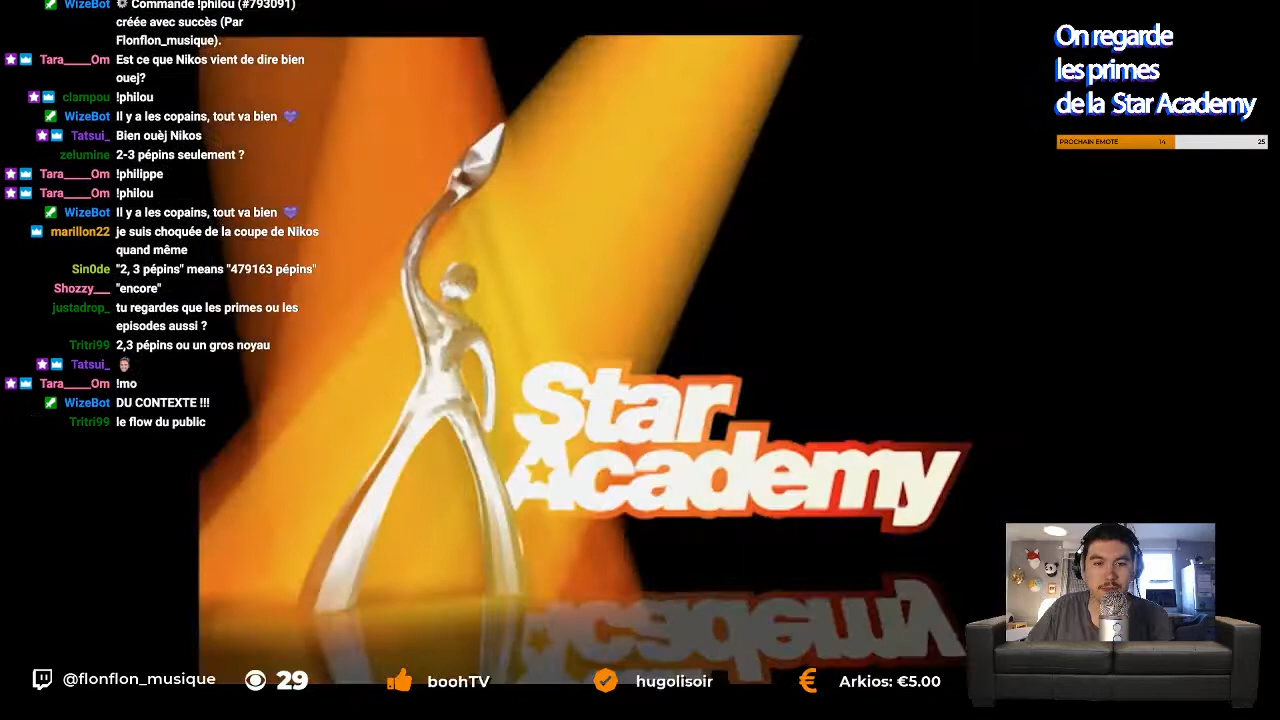 WizeBot Commande !philou (#793091)
créée avec succès (Par
Flonflon_musique).
Tara____Om Est ce que Nikos vient de dire bien
ouej?
clampou !philou
WizeBot Il y a les copains, tout va bien
Tatsui_ Bien ouèj Nikos
zelumine 2-3 pépins seulement ?
Tara____Om !philippe
Tara____Om !philou
WizeBot Il y a les copains, tout va bien
marillon22 je suis choquée de la coupe de Nikos
quand même
Sin0de "2, 3 pépins" means "479163 pépins"
Shozzy___ "encore"
justadrop_ tu regardes que les primes ou les
episodes aussi ?
Tritri99 2,3 pépins ou un gros noyau
Tatsui_
Tara____Om !mo
WizeBot DU CONTEXTE !!!
Tritri99 le flow du public
On regarde
les primes
de la Star Academy
PROCHAIN EMOTE 14 25
Star
Academy
@flonflon_musique 29 boohTV hugolisoir € Arkios: €5.00